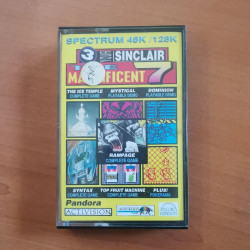 SPECTRUM 48K/128K
3
SINCLAIR
MAGNIFICENT 7
THE ICE TEMPLE MYSTICAL DOMINION
COMPLETE GAME PLAYABLE DEMO PLAYABLE DEMO
RAMPAGE
COMPLETE GAME
SYNTAX TOP FRUIT MACHINE PLUS!
COMPLETE GAME COMPLETE GAME POKERAMA
Pandora
ACTIVISION